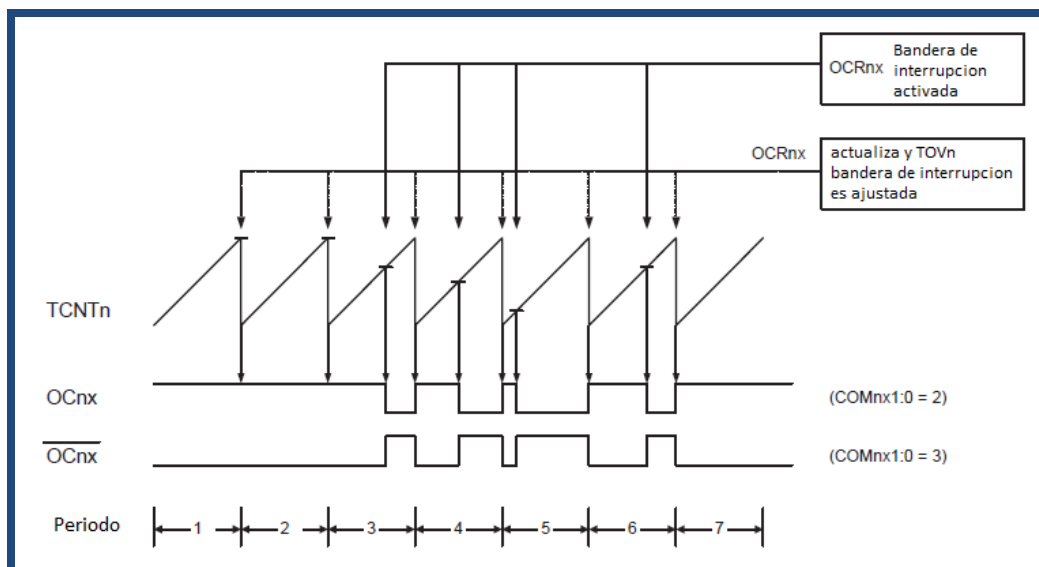 OCRnx Bandera de
interrupcion
activada
OCRnx actualiza y TOVn
bandera de interrupcion
es ajustada
TCNTn
OCnx (COMnx1:0 = 2)
OCnx (COMnx1:0 = 3)
Periodo 1 2 3 4 5 6 7